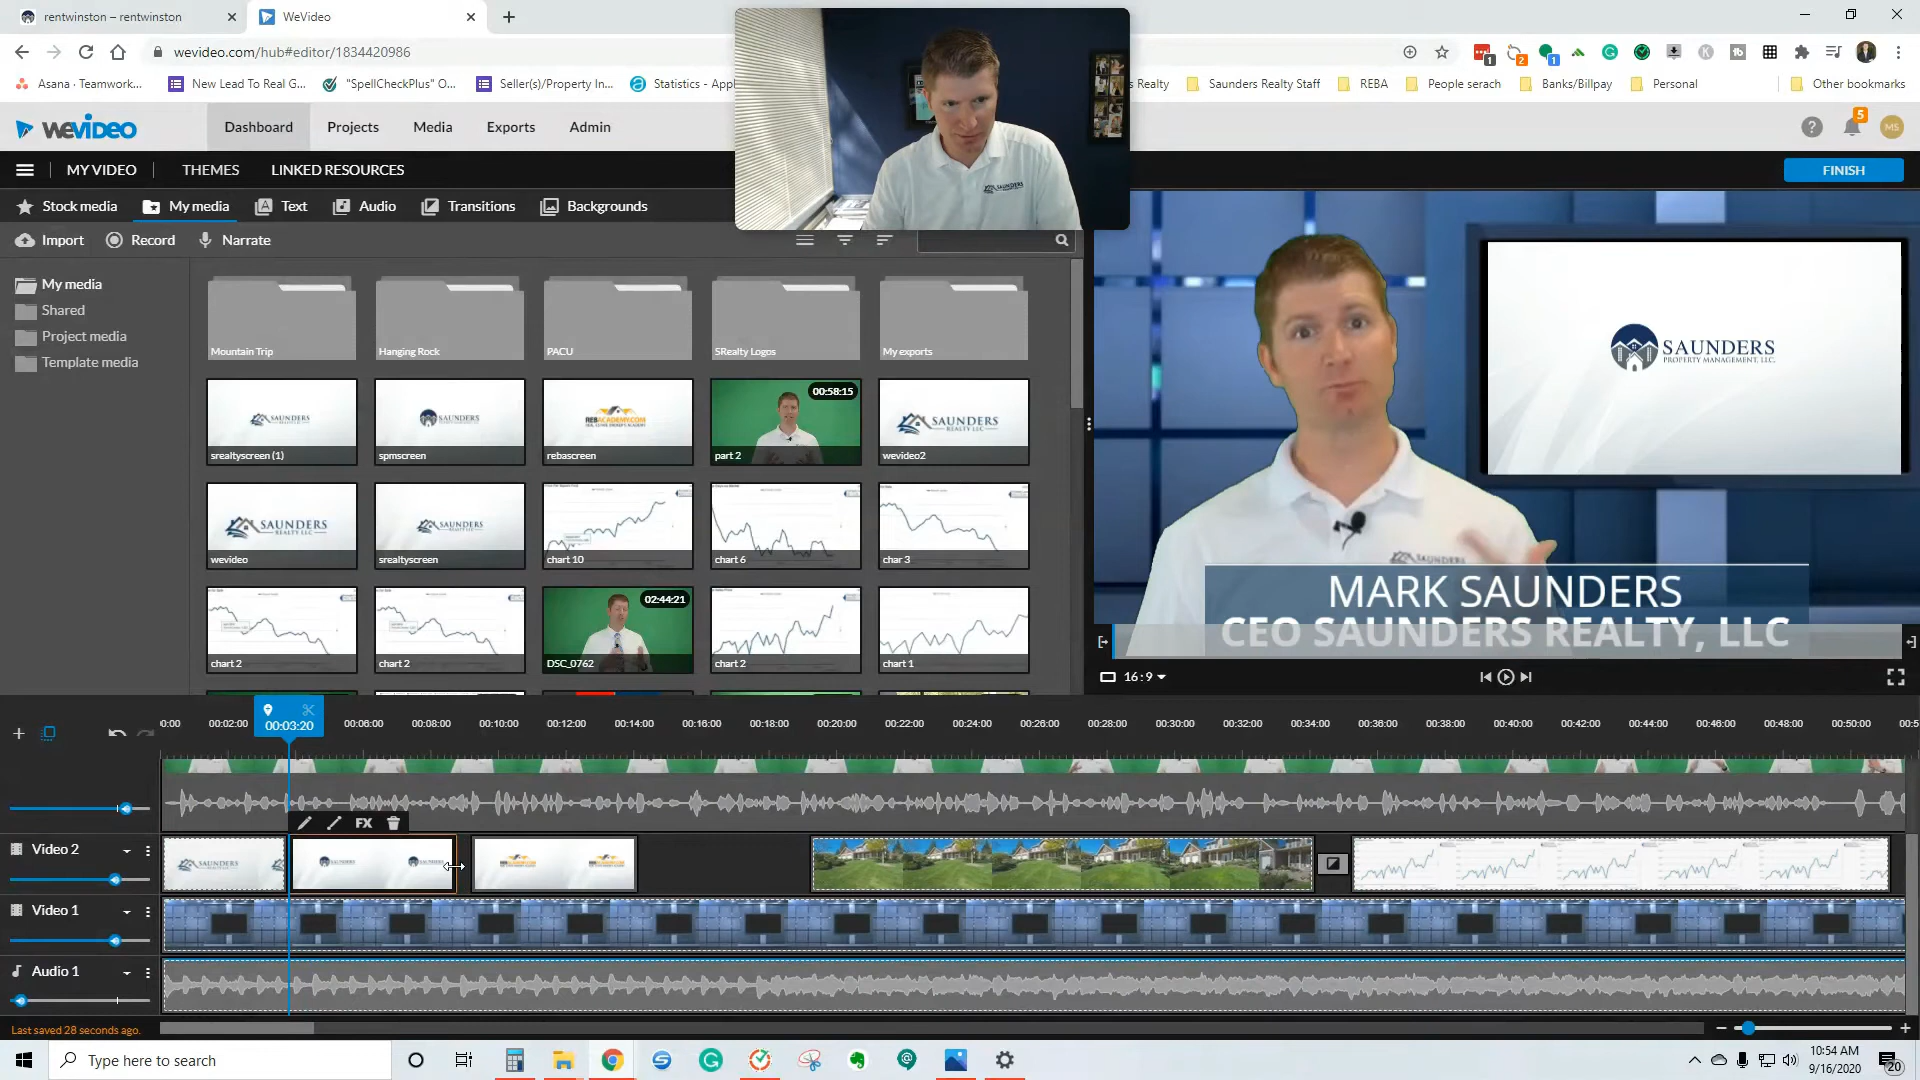 rentwinston – rentwinston
WeVideo
wevideo.com/hub#editor/1834420986
Asana · Teamwork...
New Lead To Real G...
"SpellCheckPlus" O...
Seller(s)/Property In...
Statistics - App
s Realty
Saunders Realty Staff
REBA
People serach
Banks/Billpay
Personal
Other bookmarks
WEVIDEO
Dashboard
Projects
Media
Exports
Admin
5
MS
MY VIDEO
THEMES
LINKED RESOURCES
FINISH
Stock media
My media
Text
Audio
Transitions
Backgrounds
Import
Record
Narrate
My media
Shared
Project media
Template media
Mountain Trip
Hanging Rock
PACU
SRealty Logos
My exports
srealtyscreen (1)
spmscreen
rebascreen
00:58:15
part 2
SAUNDERS
wevideo2
SAUNDERS
wevideo
srealtyscreen
chart 10
chart 6
char 3
chart 2
chart 2
02:44:21
DSC_0762
chart 2
chart 1
SAUNDERS
PROPERTY MANAGEMENT, LLC.
SAUNDERS
MARK SAUNDERS
CEO SAUNDERS REALTY, LLC
16:9
00:03:20
0:00
00:02:00
00:06:00
00:08:00
00:10:00
00:12:00
00:14:00
00:16:00
00:18:00
00:20:00
00:22:00
00:24:00
00:26:00
00:28:00
00:30:00
00:32:00
00:34:00
00:36:00
00:38:00
00:40:00
00:42:00
00:44:00
00:46:00
00:48:00
00:50:00
00:5
FX
Video 2
Video 1
Audio 1
Last saved 28 seconds ago.
Type here to search
10:54 AM
9/16/2020
20